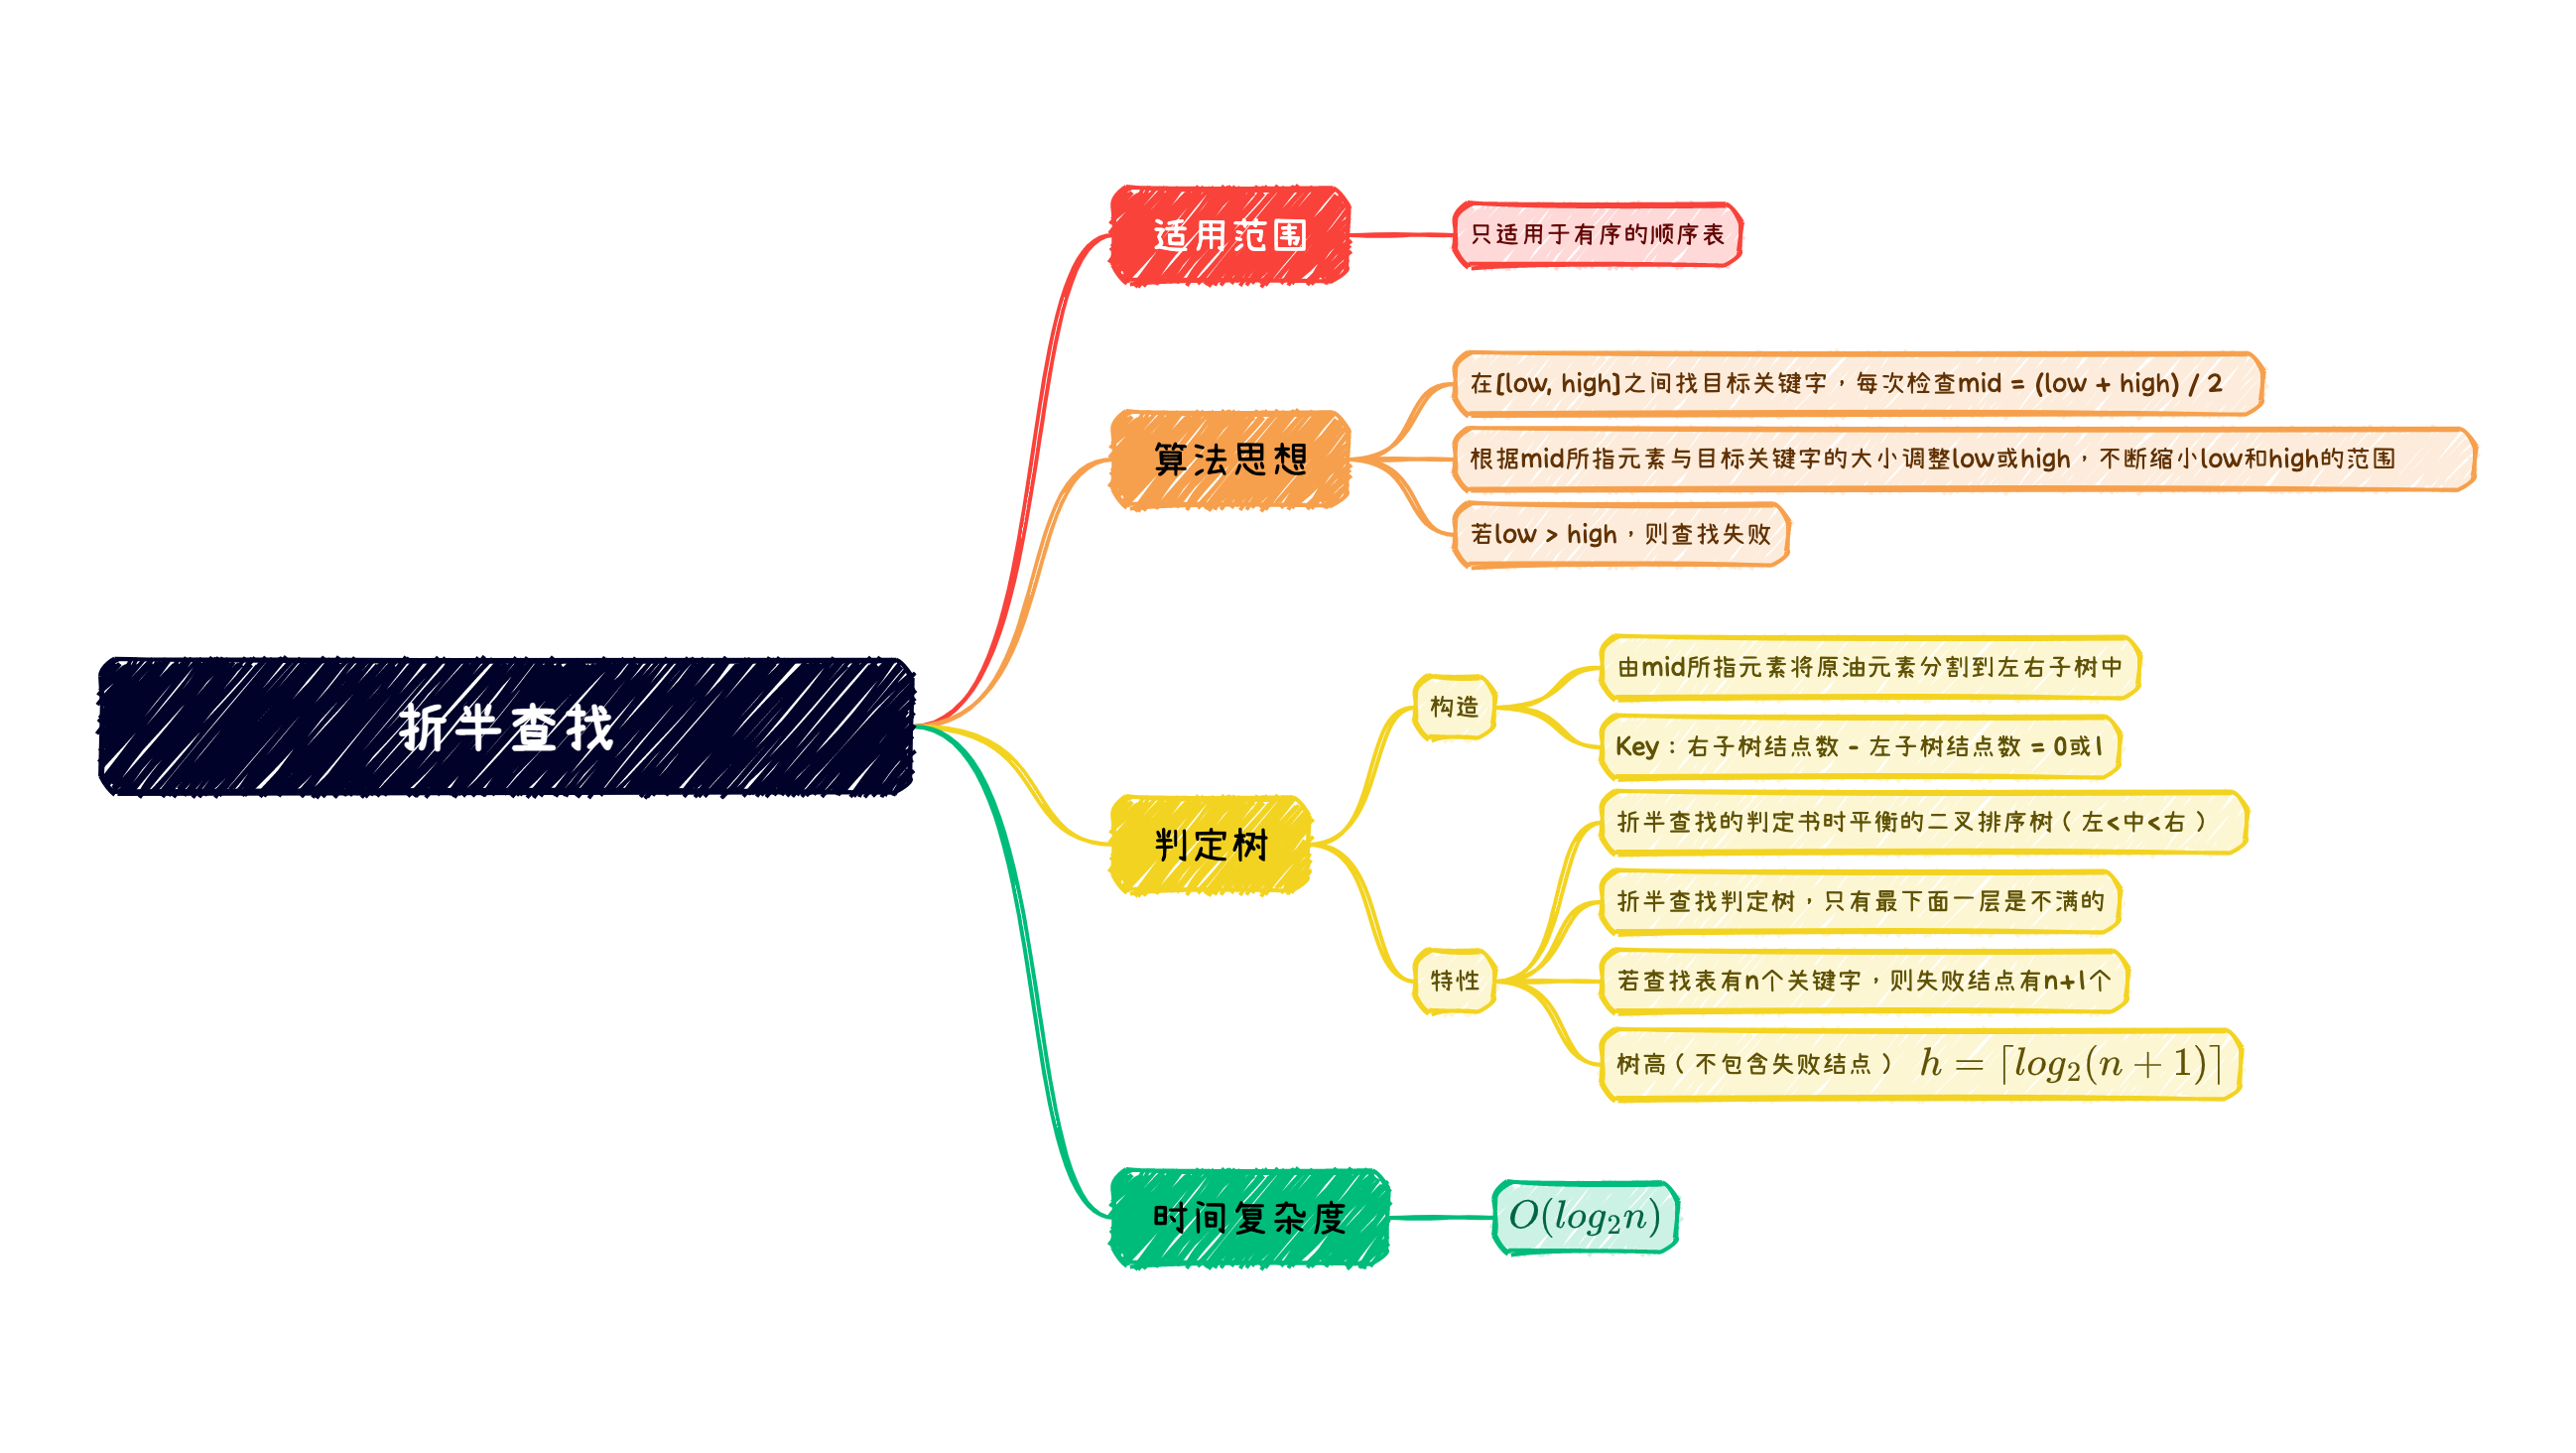 折半查找
适用范围
只适用于有序的顺序表
算法思想
在[low, high]之间找目标关键字，每次检查mid = (low + high) / 2
根据mid所指元素与目标关键字的大小调整low或high，不断缩小low和high的范围
若low > high，则查找失败
判定树
构造
由mid所指元素将原油元素分割到左右子树中
Key：右子树结点数 - 左子树结点数 = 0或1
特性
折半查找的判定书时平衡的二叉排序树（左<中<右）
折半查找判定树，只有最下面一层是不满的
若查找表有n个关键字，则失败结点有n+1个
树高（不包含失败结点） h = ⌈log₂(n + 1)⌉
时间复杂度
O(log₂n)